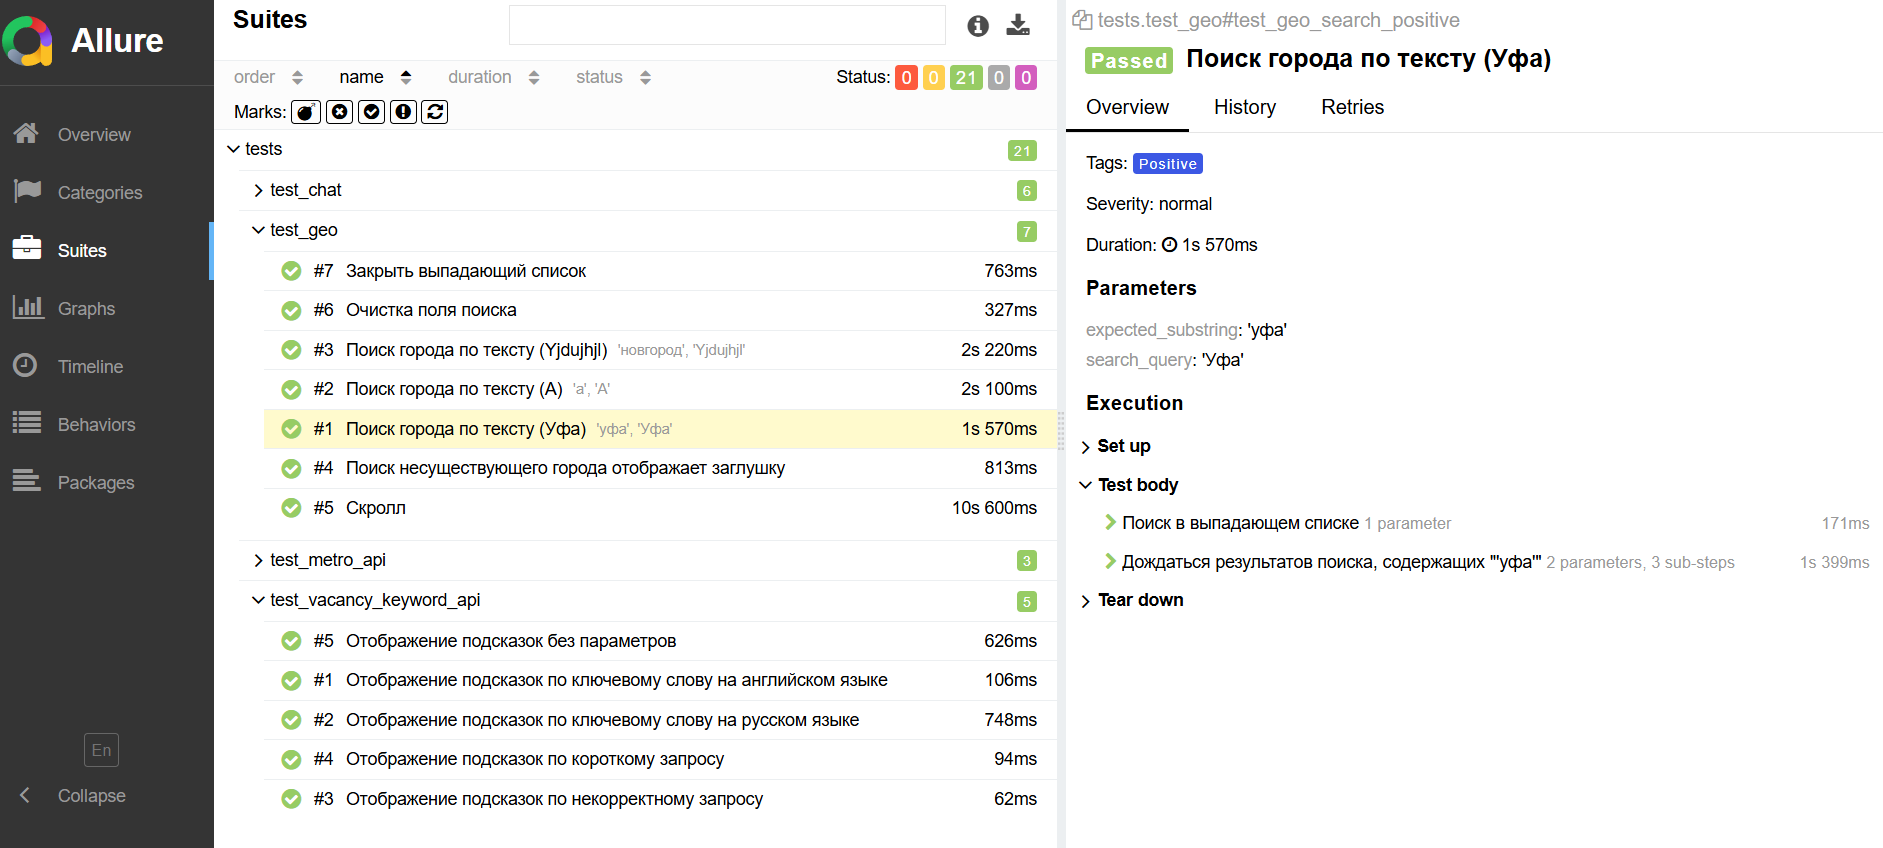 Allure
Overview
Categories
Suites
Graphs
Timeline
Behaviors
Packages
En
Collapse
Suites
order name duration status Status: 0 0 21 0 0
Marks:
tests 21
test_chat 6
test_geo 7
#7 Закрыть выпадающий список 763ms
#6 Очистка поля поиска 327ms
#3 Поиск города по тексту (Yjdujhjl) 'новгород', 'Yjdujhjl' 2s 220ms
#2 Поиск города по тексту (А) 'а', 'А' 2s 100ms
#1 Поиск города по тексту (Уфа) 'уфа', 'Уфа' 1s 570ms
#4 Поиск несуществующего города отображает заглушку 813ms
#5 Скролл 10s 600ms
test_metro_api 3
test_vacancy_keyword_api 5
#5 Отображение подсказок без параметров 626ms
#1 Отображение подсказок по ключевому слову на английском языке 106ms
#2 Отображение подсказок по ключевому слову на русском языке 748ms
#4 Отображение подсказок по короткому запросу 94ms
#3 Отображение подсказок по некорректному запросу 62ms
tests.test_geo#test_geo_search_positive
Passed Поиск города по тексту (Уфа)
Overview History Retries
Tags: Positive
Severity: normal
Duration: 1s 570ms
Parameters
expected_substring: 'уфа'
search_query: 'Уфа'
Execution
Set up
Test body
Поиск в выпадающем списке 1 parameter 171ms
Дождаться результатов поиска, содержащих "'уфа'" 2 parameters, 3 sub-steps 1s 399ms
Tear down